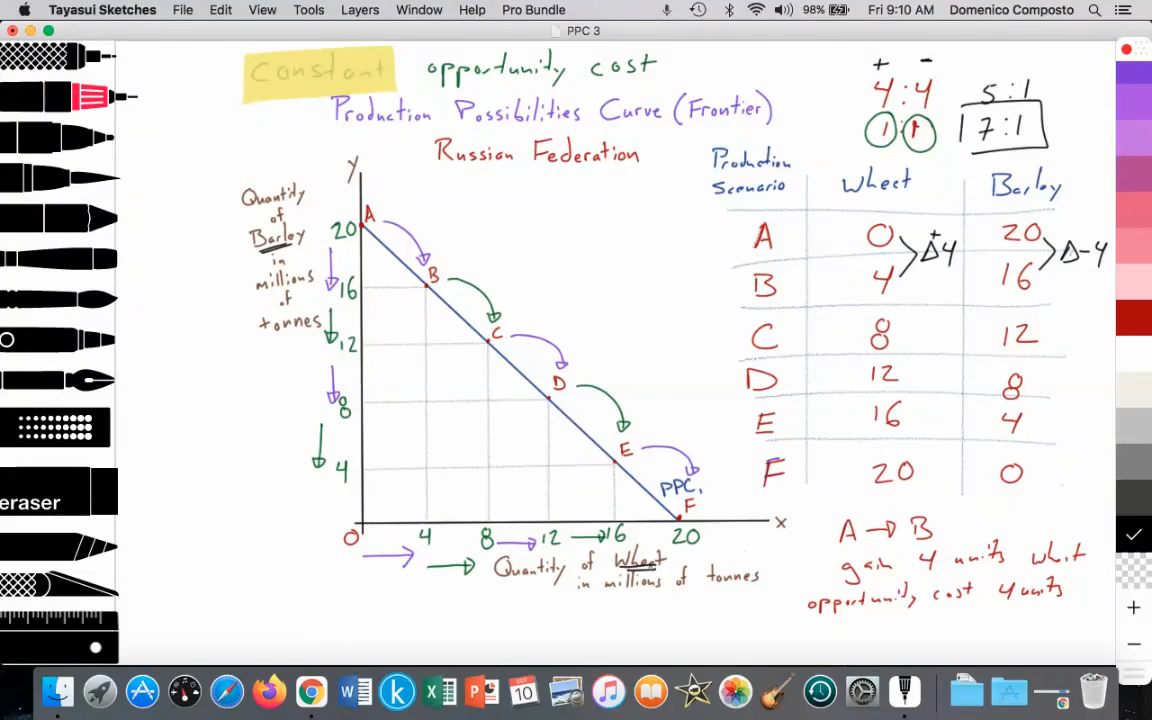 Tayasui Sketches File Edit View Tools Layers Window Help Pro Bundle 98% Fri 9:10 AM Domenico Composto
PPC 3
Constant opportunity cost
Production Possibilities Curve (Frontier)
Russian Federation
+ -
4:4
1:1
5:1
17:1
Y
Quantity
of
Barley
in
millions
of
tonnes
20
16
12
8
4
A
B
C
D
E
PPC1
F
X
0 4 8 12 16 20
Quantity of Wheat
in millions of tonnes
Production
Scenario Wheat Barley
A 0 20
+
Δ4 Δ-4
B 4 16
C 8 12
D 12 8
E 16 4
F 20 0
A → B
gain 4 units wheat
opportunity cost 4 units
eraser
W X P
SEP
10